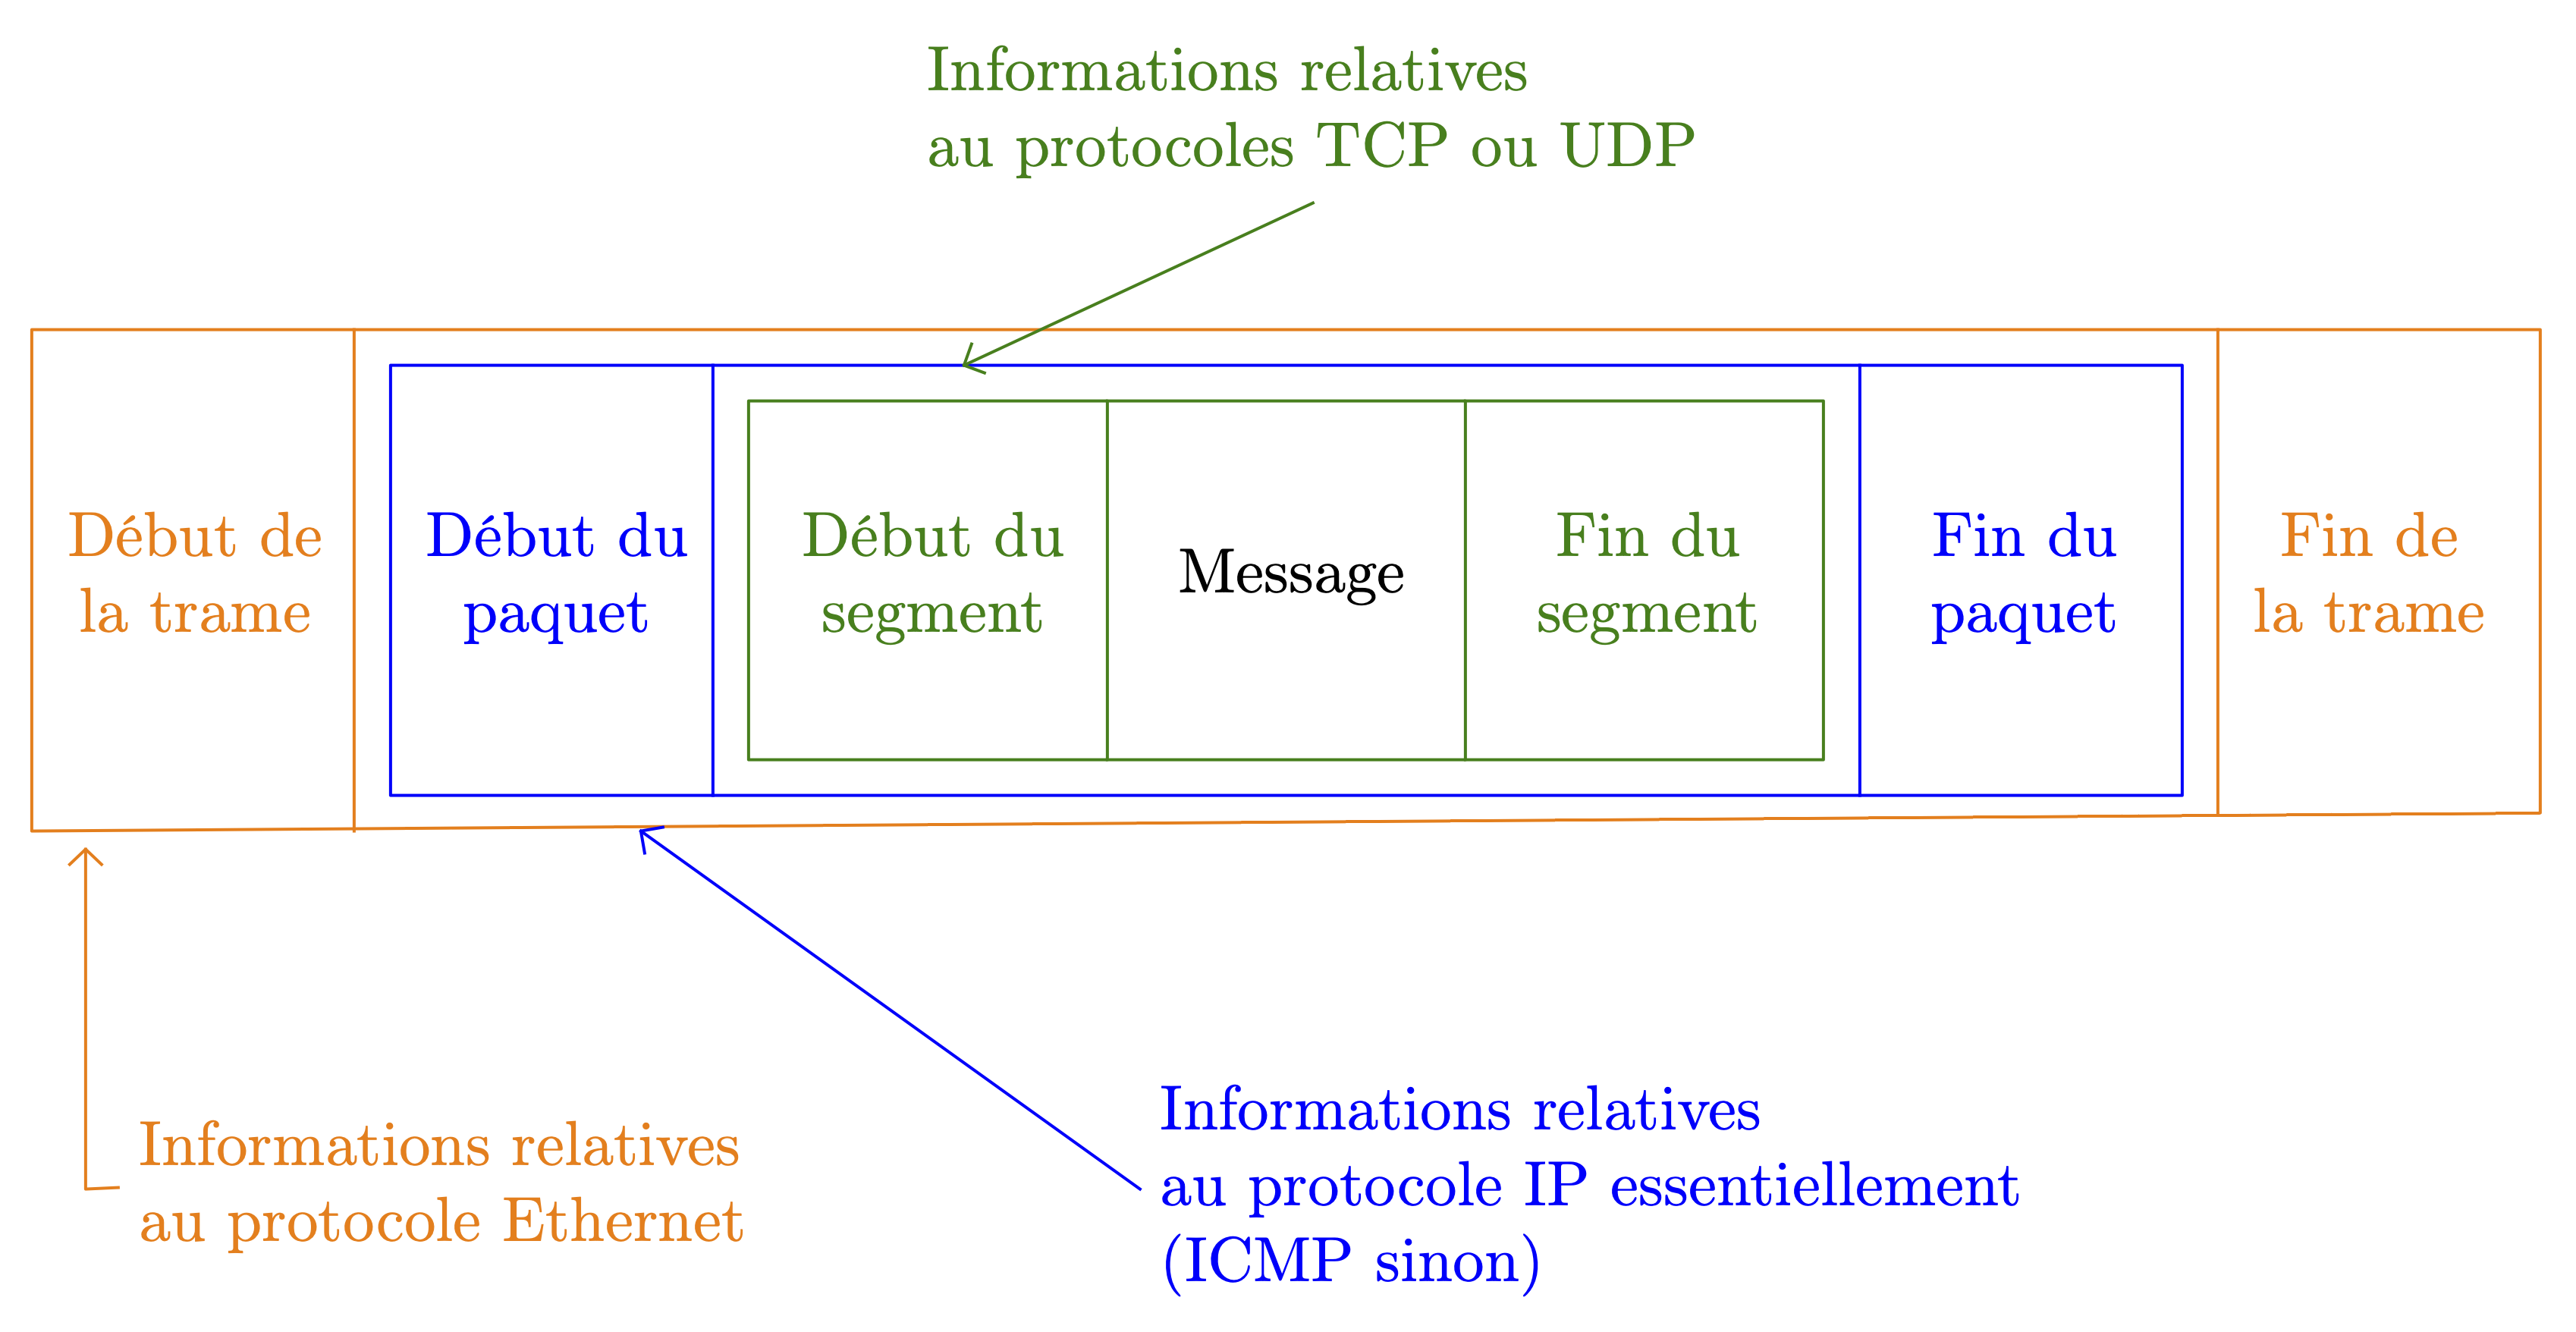 Informations relatives
au protocoles TCP ou UDP
Début de
la trame
Début du
paquet
Début du
segment
Message
Fin du
segment
Fin du
paquet
Fin de
la trame
Informations relatives
au protocole Ethernet
Informations relatives
au protocole IP essentiellement
(ICMP sinon)